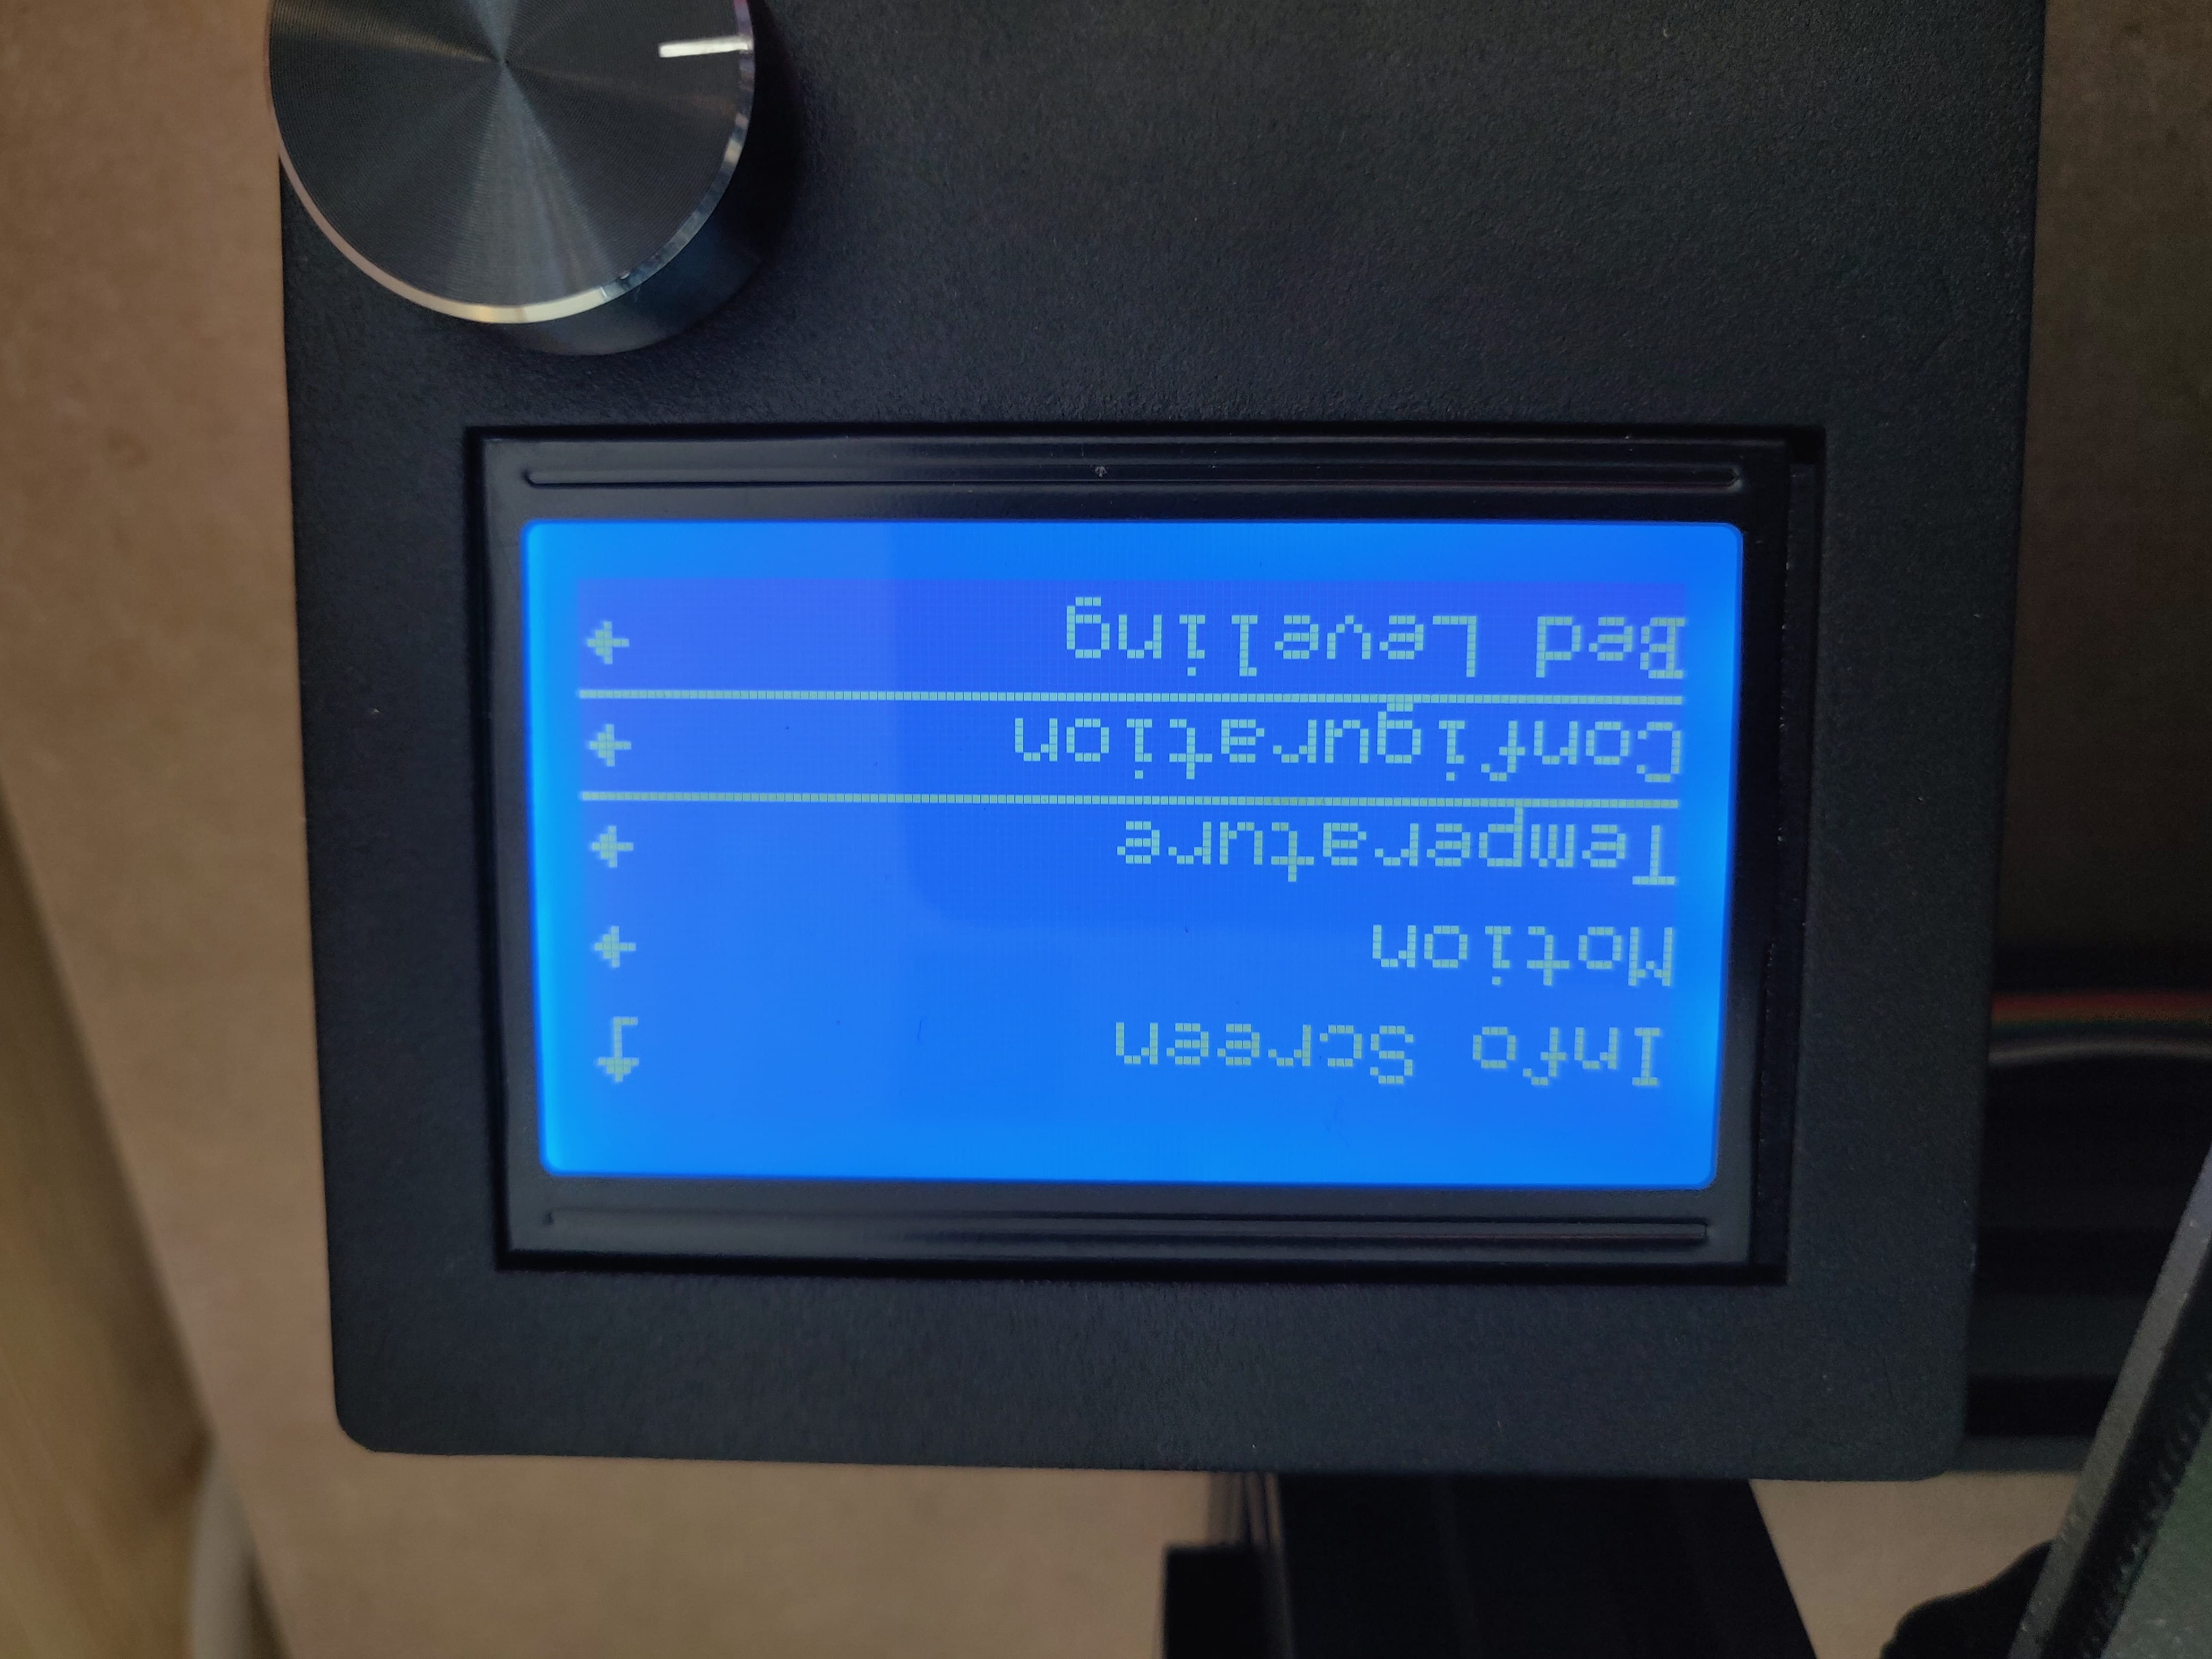 Info Screen
Motion
Temperature
Configuration
Bed Leveling